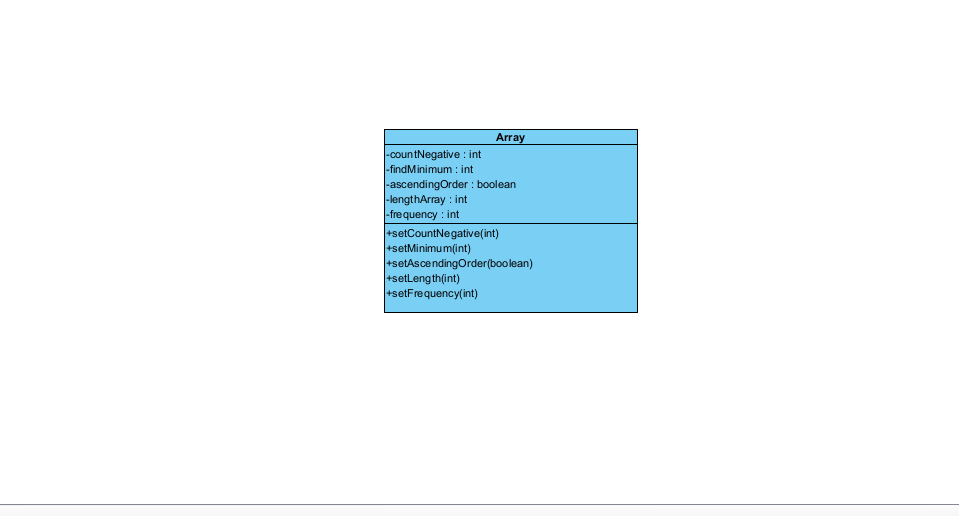 Array
-countNegative : int
-findMinimum : int
-ascendingOrder : boolean
-lengthArray : int
-frequency : int
+setCountNegative(int)
+setMinimum(int)
+setAscendingOrder(boolean)
+setLength(int)
+setFrequency(int)